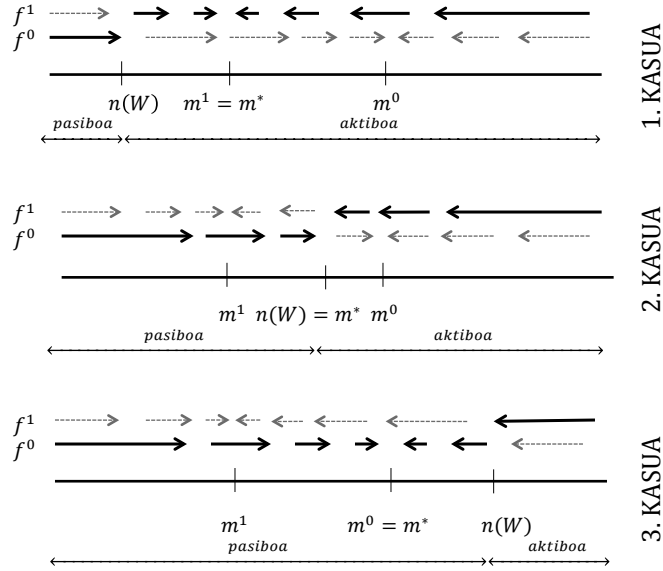 f¹
f⁰
n(W) m¹ = m* m⁰
pasiboa aktiboa
1. KASUA
f¹
f⁰
m¹ n(W) = m* m⁰
pasiboa aktiboa
2. KASUA
f¹
f⁰
m¹ m⁰ = m* n(W)
pasiboa aktiboa
3. KASUA